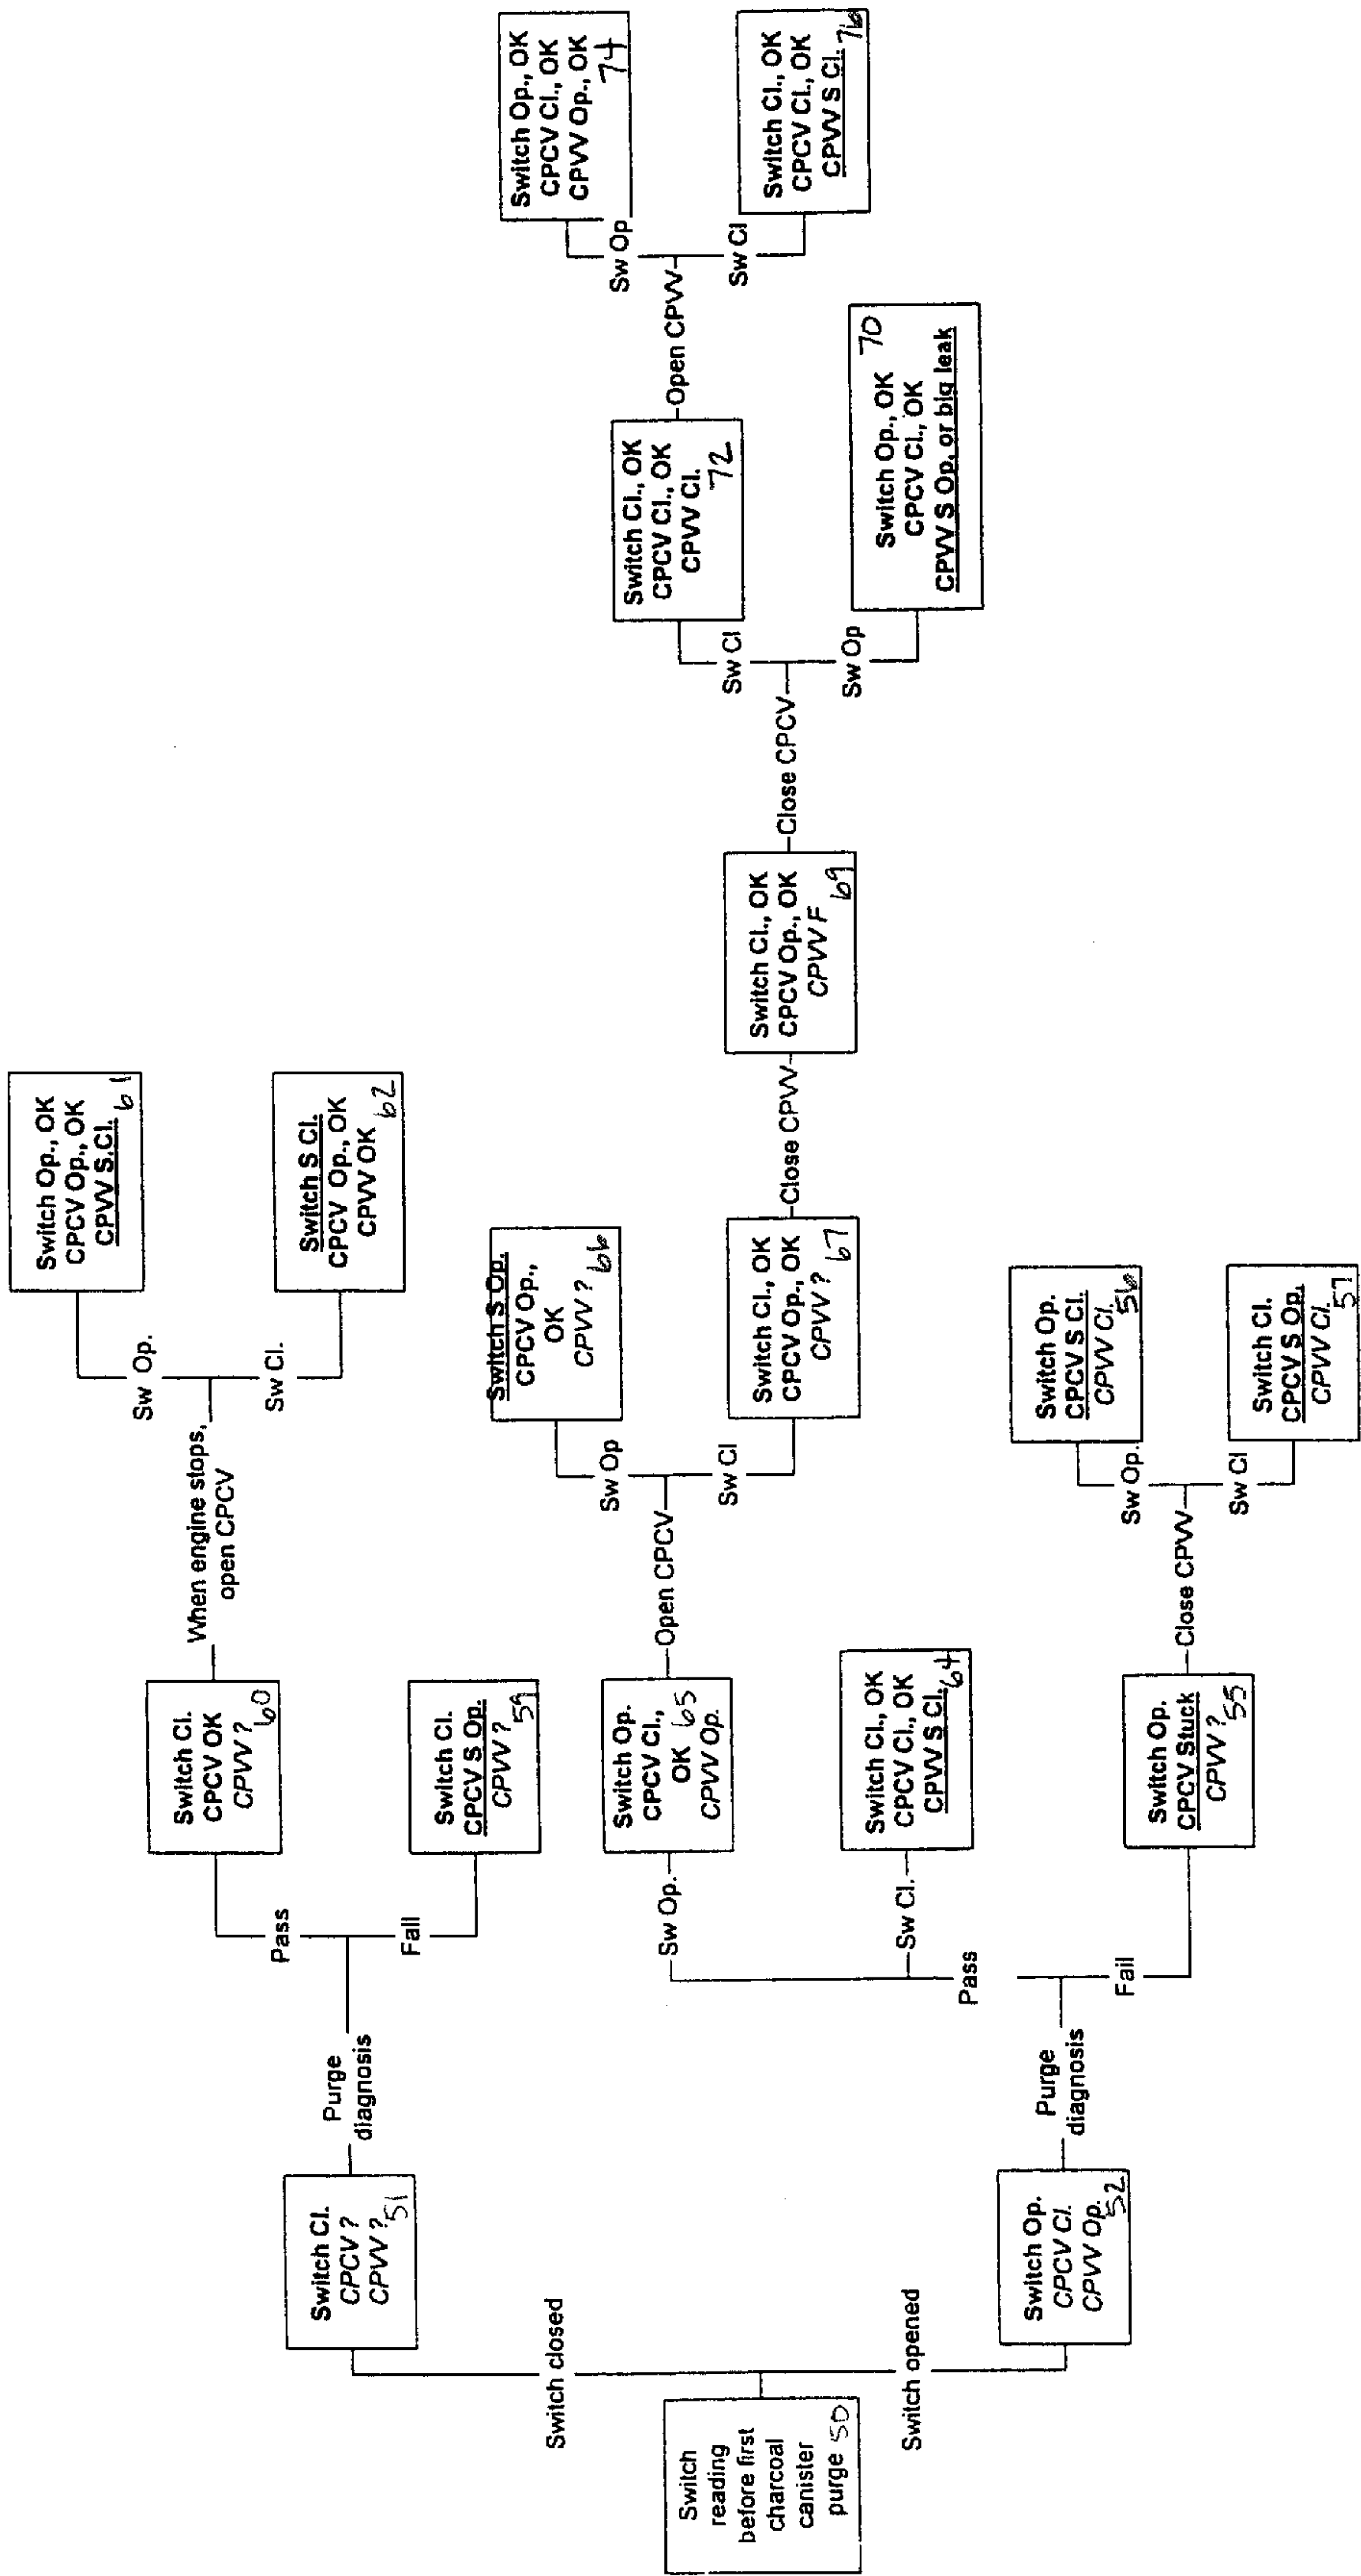 Switch
reading
before first
charcoal
canister
purge 50
Switch closed
Switch opened
Switch Cl.
CPCV ?
CPVV ?
51
Switch Op.
CPCV Cl.
CPVV Op.
52
Purge
diagnosis
Purge
diagnosis
Pass
Fail
Sw Op.
Sw Cl.
Pass
Fail
Switch Cl.
CPCV OK
CPVV ?
60
Switch Cl.
CPCV S Op.
CPVV ?
59
Switch Op.
CPCV Cl.,
OK 65
CPVV Op.
Switch Cl., OK
CPCV Cl., OK
CPVV S Cl.
64
Switch Op.
CPCV Stuck
CPVV ?
55
When engine stops,
open CPCV
Open CPCV
Close CPVV
Sw Op.
Sw Cl.
Sw Op
Sw Cl
Sw Op.
Sw Cl
Switch Op., OK
CPCV Op., OK
CPVV S.Cl.
61
Switch S Cl.
CPCV Op., OK
CPVV OK
62
Switch S Op.
CPCV Op.,
OK
CPVV ?
66
Switch Cl., OK
CPCV Op., OK
CPVV ?
67
Switch Op.
CPCV S Cl.
CPVV Cl.
56
Switch Cl.
CPCV S Op.
CPVV Cl.
57
Close CPVV
Switch Cl., OK
CPCV Op., OK
CPVV F
69
Close CPCV
Sw Cl
Sw Op
Switch Cl., OK
CPCV Cl., OK
CPVV Cl.
72
Switch Op., OK
CPCV Cl., OK
CPVV S Op, or big leak
70
Open CPVV
Sw Op
Sw Cl
Switch Op., OK
CPCV Cl., OK
CPVV Op., OK
74
Switch Cl., OK
CPCV Cl., OK
CPVV S Cl.
76